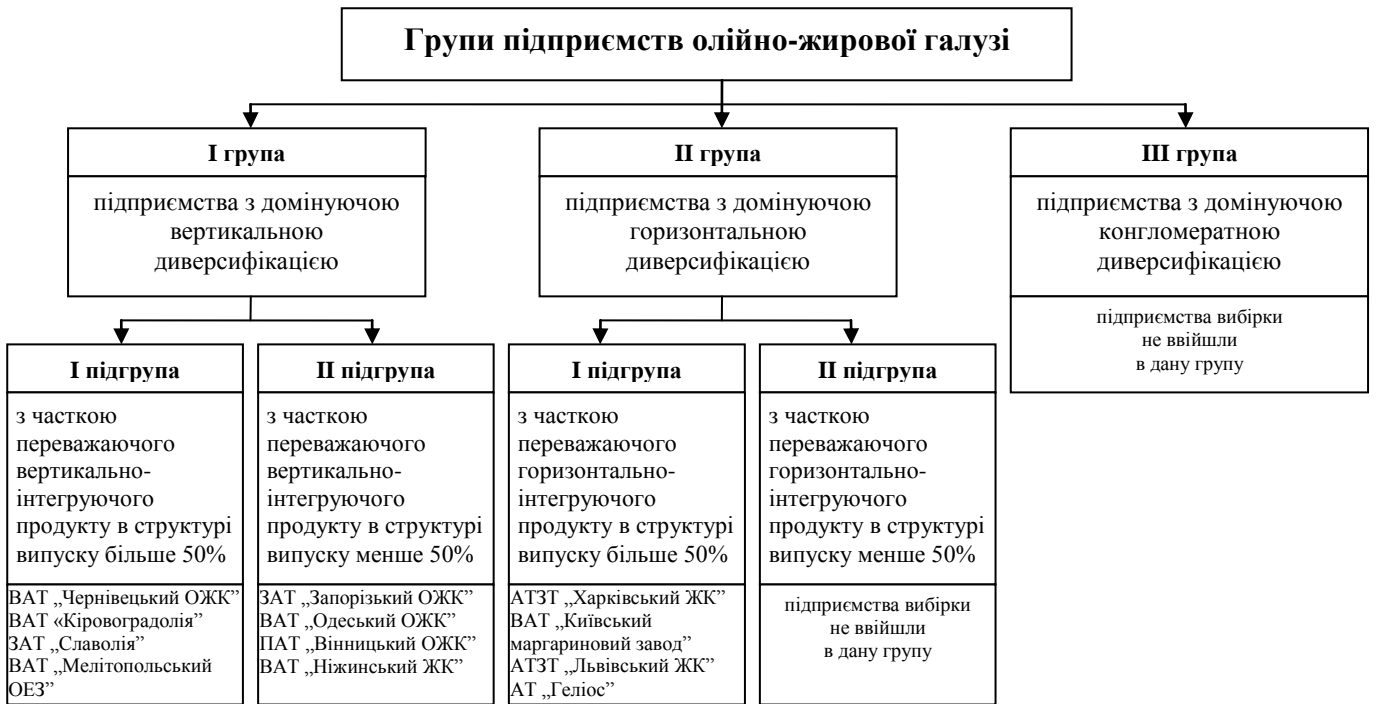 Групи підприємств олійно-жирової галузі
І група
підприємства з домінуючою
вертикальною
диверсифікацією
ІІ група
підприємства з домінуючою
горизонтальною
диверсифікацією
ІІІ група
підприємства з домінуючою
конгломератною
диверсифікацією
підприємства вибірки
не ввійшли
в дану групу
І підгрупа
з часткою
переважаючого
вертикально-
інтегруючого
продукту в структурі
випуску більше 50%
ВАТ „Чернівецький ОЖК”
ВАТ «Кіровоградолія”
ЗАТ „Славолія”
ВАТ „Мелітопольський
ОЕЗ”
ІІ підгрупа
з часткою
переважаючого
вертикально-
інтегруючого
продукту в структурі
випуску менше 50%
ЗАТ „Запорізький ОЖК”
ВАТ „Одеський ОЖК”
ПАТ „Вінницький ОЖК”
ВАТ „Ніжинський ЖК”
І підгрупа
з часткою
переважаючого
горизонтально-
інтегруючого
продукту в структурі
випуску більше 50%
АТЗТ „Харківський ЖК”
ВАТ „Київський
маргариновий завод”
АТЗТ „Львівський ЖК”
АТ „Геліос”
ІІ підгрупа
з часткою
переважаючого
горизонтально-
інтегруючого
продукту в структурі
випуску менше 50%
підприємства вибірки
не ввійшли
в дану групу